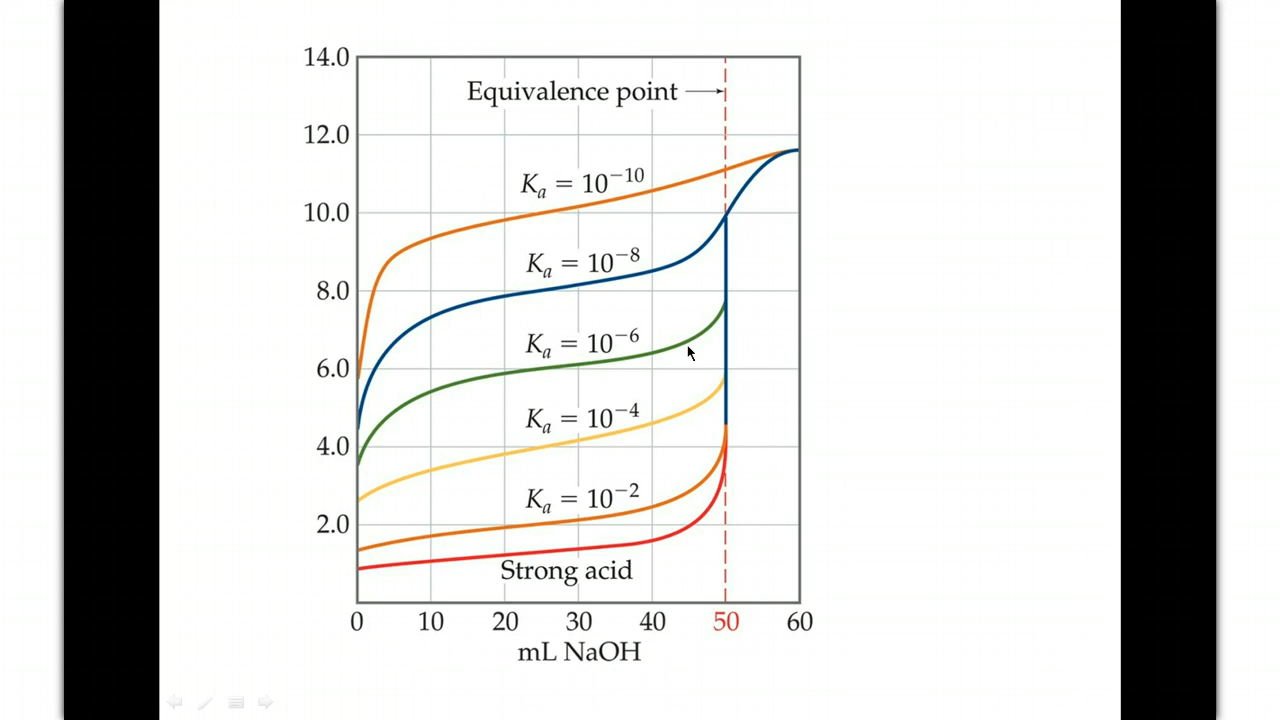 14.0
Equivalence point
12.0
Kₐ = 10⁻¹⁰
10.0
Kₐ = 10⁻⁸
8.0
Kₐ = 10⁻⁶
6.0
Kₐ = 10⁻⁴
4.0
Kₐ = 10⁻²
2.0
Strong acid
0 10 20 30 40 50 60
mL NaOH